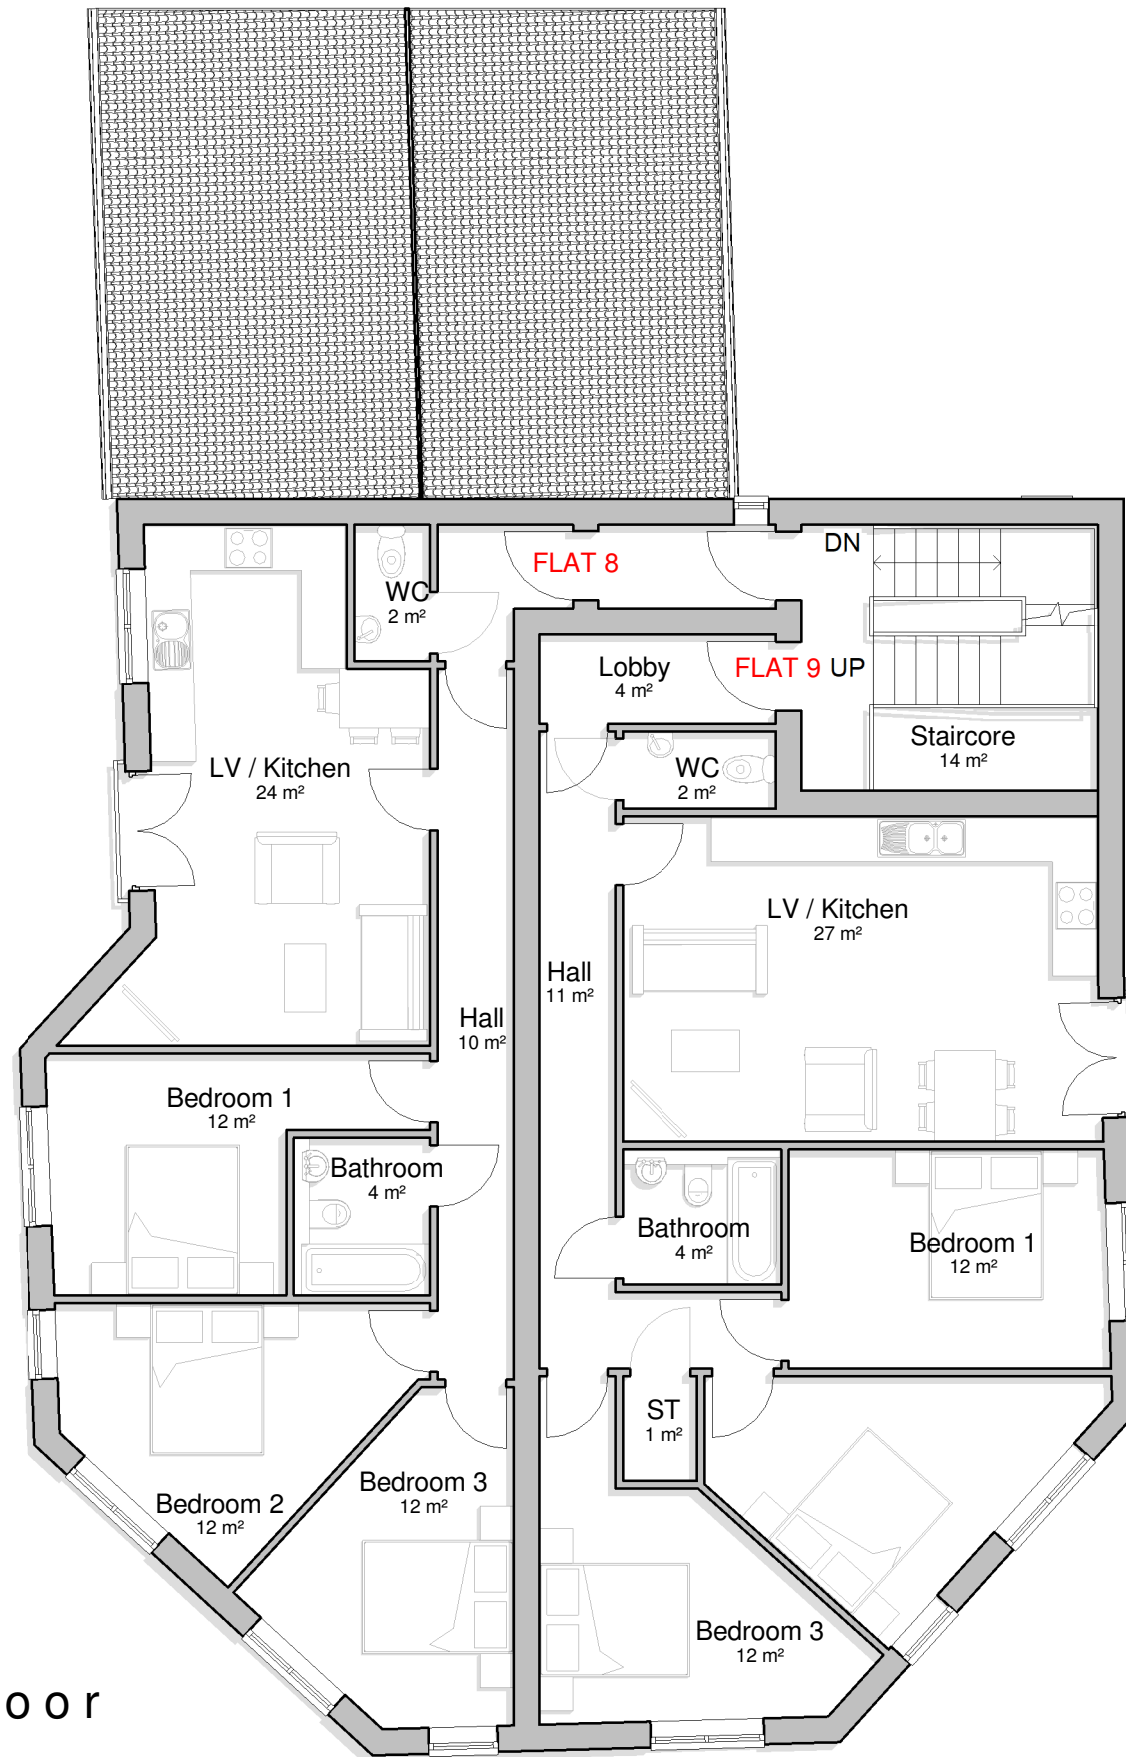 FLAT 8
DN
WC
2 m²
Lobby
4 m²
FLAT 9 UP
Staircore
14 m²
LV / Kitchen
24 m²
WC
2 m²
LV / Kitchen
27 m²
Hall
11 m²
Hall
10 m²
Bedroom 1
12 m²
Bathroom
4 m²
Bathroom
4 m²
Bedroom 1
12 m²
ST
1 m²
Bedroom 3
12 m²
Bedroom 2
12 m²
Bedroom 3
12 m²
oor